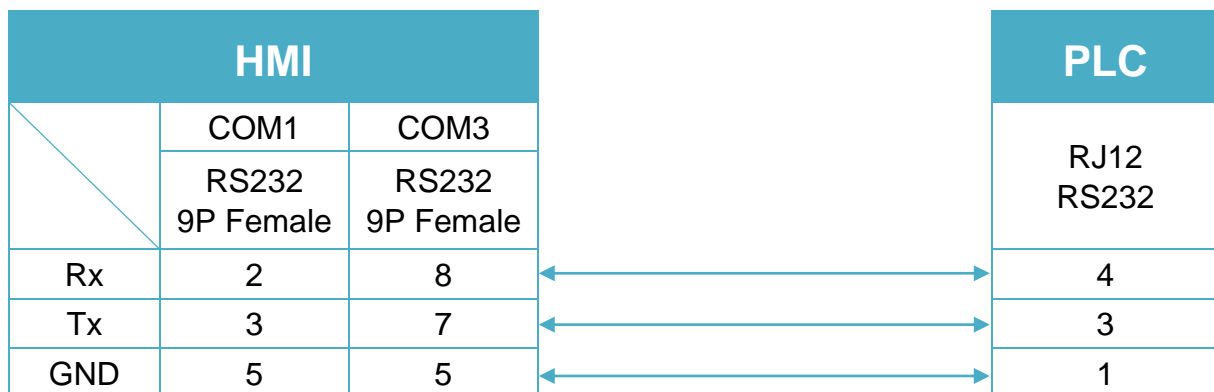 HMI
PLC
COM1 COM3
RS232 RS232
9P Female 9P Female
RJ12
RS232
Rx 2 8 4
Tx 3 7 3
GND 5 5 1